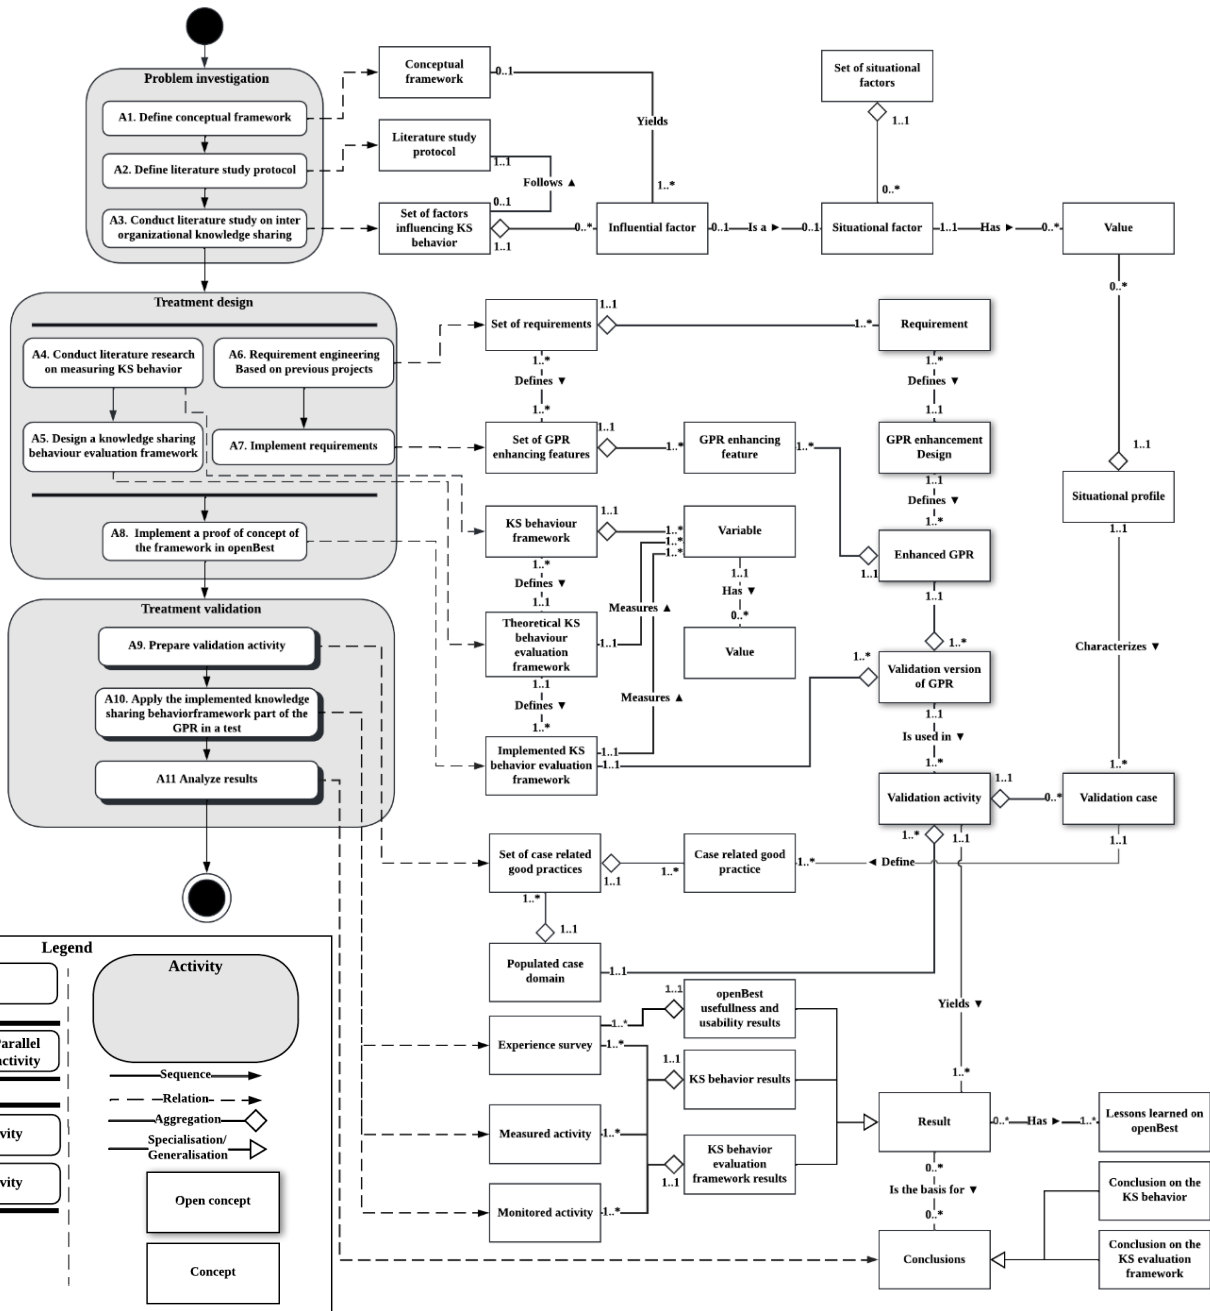 Problem investigation
A1. Define conceptual framework
A2. Define literature study protocol
A3. Conduct literature study on inter
organizational knowledge sharing
Conceptual
framework
0..1
Yields
1..*
Set of situational
factors
1..1
0..*
Literature study
protocol
1..1
Follows ▲
0..1
Set of factors
influencing KS
behavior
1..1
0..*
Influential factor
0..1
Is a ►
0..1
Situational factor
1..1
Has ►
0..*
Value
0..*
Treatment design
A4. Conduct literature research
on measuring KS behavior
A6. Requirement engineering
Based on previous projects
A5. Design a knowledge sharing
behaviour evaluation framework
A7. Implement requirements
A8. Implement a proof of concept of
the framework in openBest
Set of requirements
1..1
1..*
Requirement
1..*
Defines ▼
1..*
1..*
Defines ▼
1..1
Set of GPR
enhancing features
1..1
1..*
GPR enhancing
feature
1..*
GPR enhancement
Design
1..1
Defines ▼
1..*
1..1
Situational profile
1..1
KS behaviour
framework
1..1
1..*
1..*
1..*
Variable
Enhanced GPR
1..1
1..1
1..*
Defines ▼
1..1
1..1
Has ▼
0..*
Measures ▲
Treatment validation
A9. Prepare validation activity
A10. Apply the implemented knowledge
sharing behaviorframework part of the
GPR in a test
A11 Analyze results
Theoretical KS
behaviour
evaluation
framework
1..1
Value
1..*
1..*
Validation version
of GPR
Characterizes ▼
1..1
Defines ▼
1..*
Measures ▲
1..1
Is used in ▼
1..*
Implemented KS
behavior evaluation
framework
1..1
1..1
1..*
Validation activity
1..1
0..*
Validation case
1..*
1..1
1..1
Set of case related
good practices
1..1
1..*
Case related good
practice
1..*
◄ Define
1..*
1..1
Populated case
domain
1..1
Yields ▼
1..*
Experience survey
1..*
1..*
1..1
openBest
usefullness and
usability results
1..1
KS behavior results
Measured activity
1..*
1..1
KS behavior
evaluation
framework results
Monitored activity
1..*
Result
0..*
Has ►
1..*
Lessons learned on
openBest
0..*
Is the basis for ▼
0..*
Conclusion on the
KS behavior
Conclusions
Conclusion on the
KS evaluation
framework
Legend
Activity
Sequence
Relation
Aggregation
Specialisation/
Generalisation
Open concept
Concept